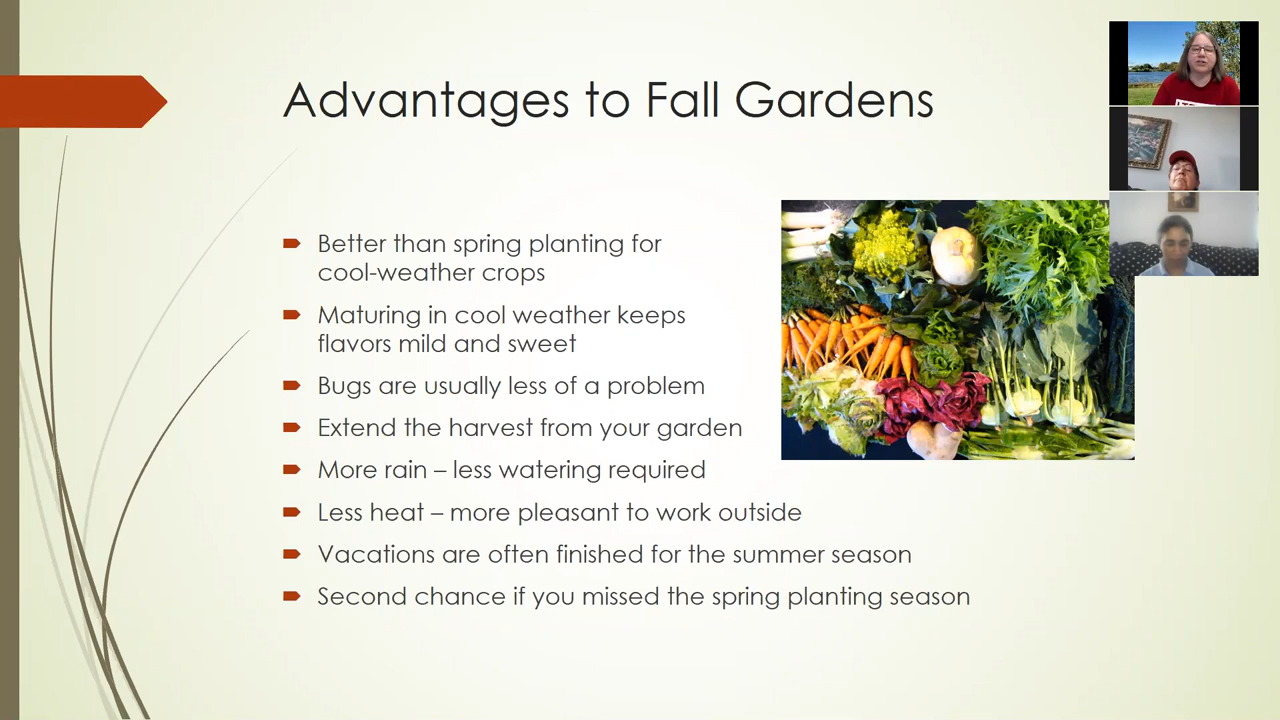 Advantages to Fall Gardens
Better than spring planting for
cool-weather crops
Maturing in cool weather keeps
flavors mild and sweet
Bugs are usually less of a problem
Extend the harvest from your garden
More rain – less watering required
Less heat – more pleasant to work outside
Vacations are often finished for the summer season
Second chance if you missed the spring planting season